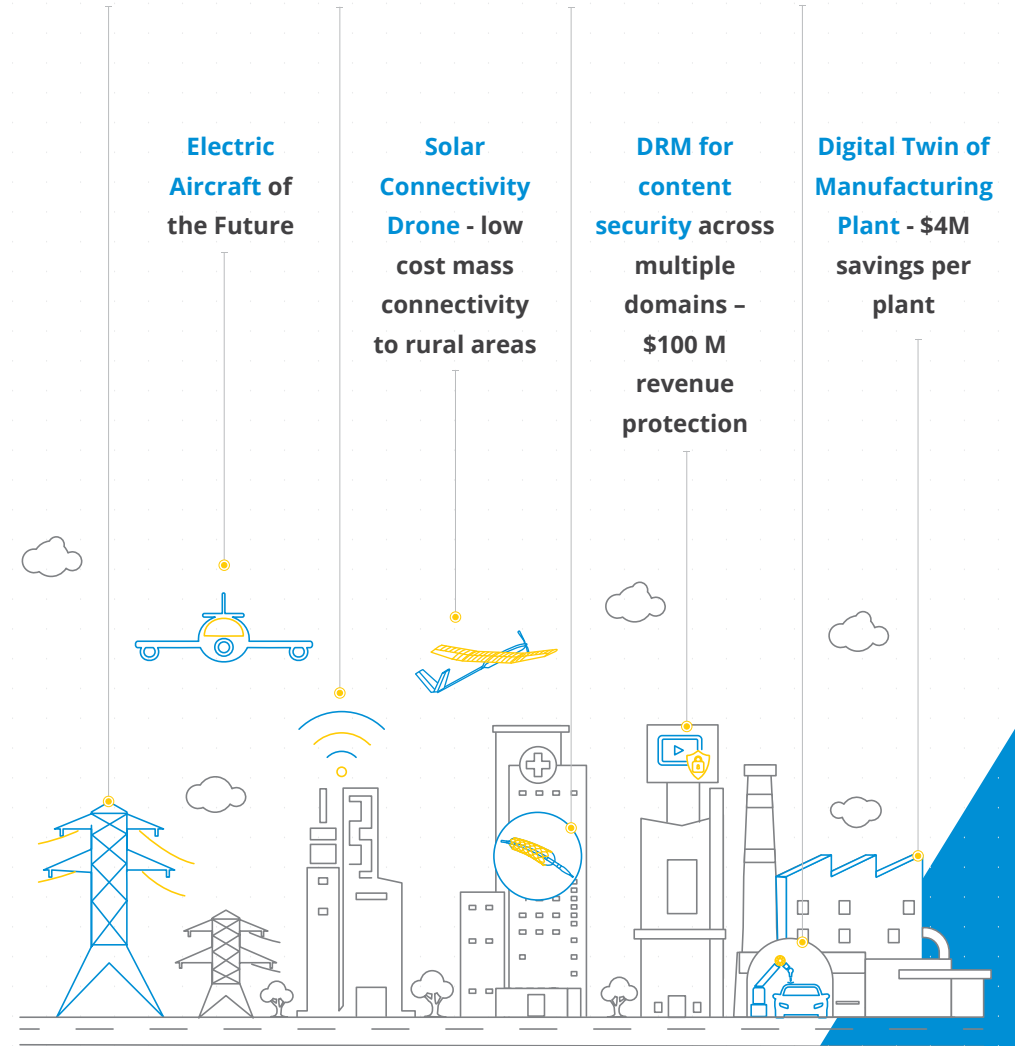 Electric
Aircraft of
the Future
Solar
Connectivity
Drone - low
cost mass
connectivity
to rural areas
DRM for
content
security across
multiple
domains –
$100 M
revenue
protection
Digital Twin of
Manufacturing
Plant - $4M
savings per
plant